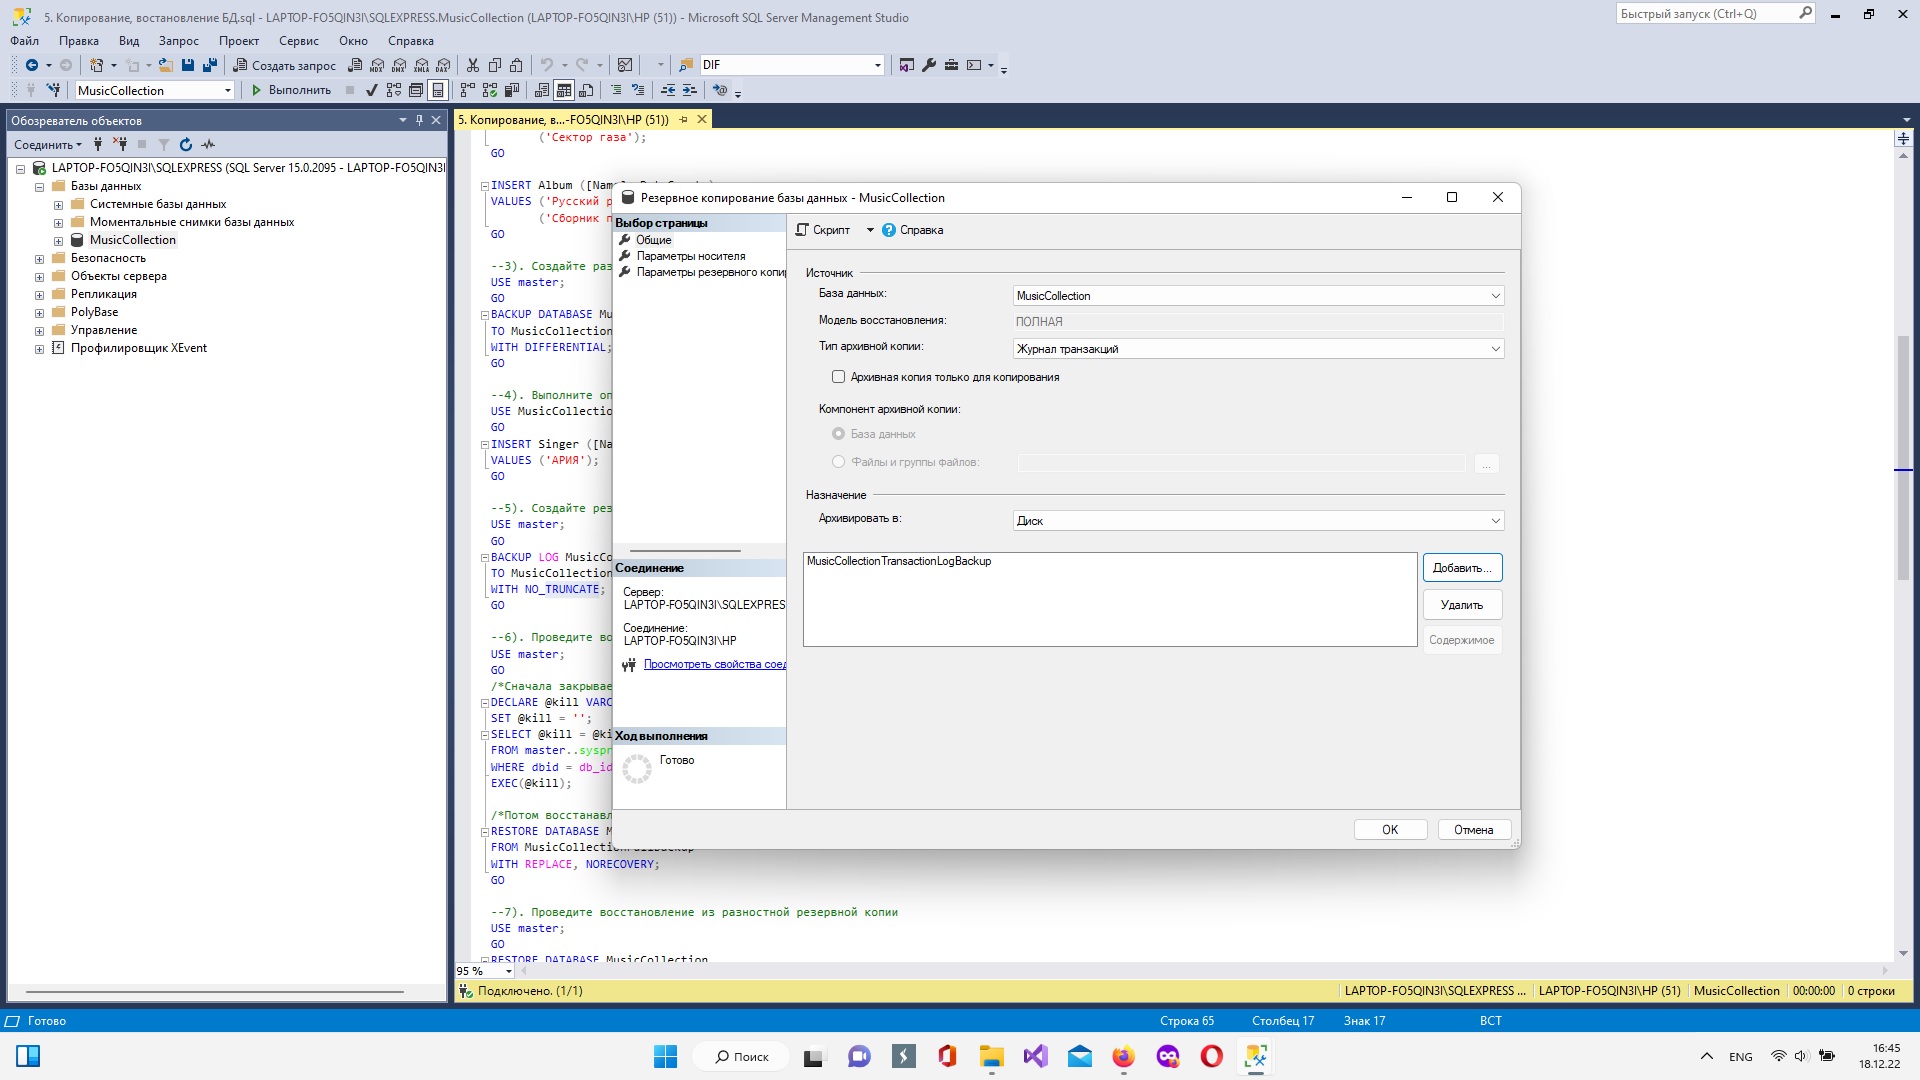 5. Копирование, востановление БД.sql - LAPTOP-FO5QIN3I\SQLEXPRESS.MusicCollection (LAPTOP-FO5QIN3I\HP (51)) - Microsoft SQL Server Management Studio
Быстрый запуск (Ctrl+Q)
Файл Правка Вид Запрос Проект Сервис Окно Справка
Создать запрос MDX DMX XMLA DAX DIF
MusicCollection Выполнить
Обозреватель объектов
Соединить
LAPTOP-FO5QIN3I\SQLEXPRESS (SQL Server 15.0.2095 - LAPTOP-FO5QIN3I
Базы данных
Системные базы данных
Моментальные снимки базы данных
MusicCollection
Безопасность
Объекты сервера
Репликация
PolyBase
Управление
Профилировщик XEvent
5. Копирование, в...-FO5QIN3I\HP (51))
('Сектор газа');
GO
INSERT Album ([Name]
VALUES ('Русский р
('Сборник п
GO
--3). Создайте раз
USE master;
GO
BACKUP DATABASE Mu
TO MusicCollection
WITH DIFFERENTIAL;
GO
--4). Выполните оп
USE MusicCollectio
GO
INSERT Singer ([Na
VALUES ('АРИЯ');
GO
--5). Создайте рез
USE master;
GO
BACKUP LOG MusicCo
TO MusicCollection
WITH NO_TRUNCATE;
GO
--6). Проведите во
USE master;
GO
/*Сначала закрывае
DECLARE @kill VARC
SET @kill = '';
SELECT @kill = @ki
FROM master..syspr
WHERE dbid = db_id
EXEC(@kill);
/*Потом восстанавл
RESTORE DATABASE M
FROM MusicCollectionFullBackup
WITH REPLACE, NORECOVERY;
GO
--7). Проведите восстановление из разностной резервной копии
USE master;
GO
RESTORE DATABASE MusicCollection
95 %
Подключено. (1/1)
LAPTOP-FO5QIN3I\SQLEXPRESS ... LAPTOP-FO5QIN3I\HP (51) MusicCollection 00:00:00 0 строки
Резервное копирование базы данных - MusicCollection
Выбор страницы
Общие
Параметры носителя
Параметры резервного копир
Соединение
Сервер:
LAPTOP-FO5QIN3I\SQLEXPRES
Соединение:
LAPTOP-FO5QIN3I\HP
Просмотреть свойства соед
Ход выполнения
Готово
Скрипт Справка
Источник
База данных: MusicCollection
Модель восстановления: ПОЛНАЯ
Тип архивной копии: Журнал транзакций
Архивная копия только для копирования
Компонент архивной копии:
База данных
Файлы и группы файлов: ...
Назначение
Архивировать в: Диск
MusicCollectionTransactionLogBackup
Добавить...
Удалить
Содержимое
OK Отмена
Готово Строка 65 Столбец 17 Знак 17 ВСТ
Поиск
ENG
16:45
18.12.22